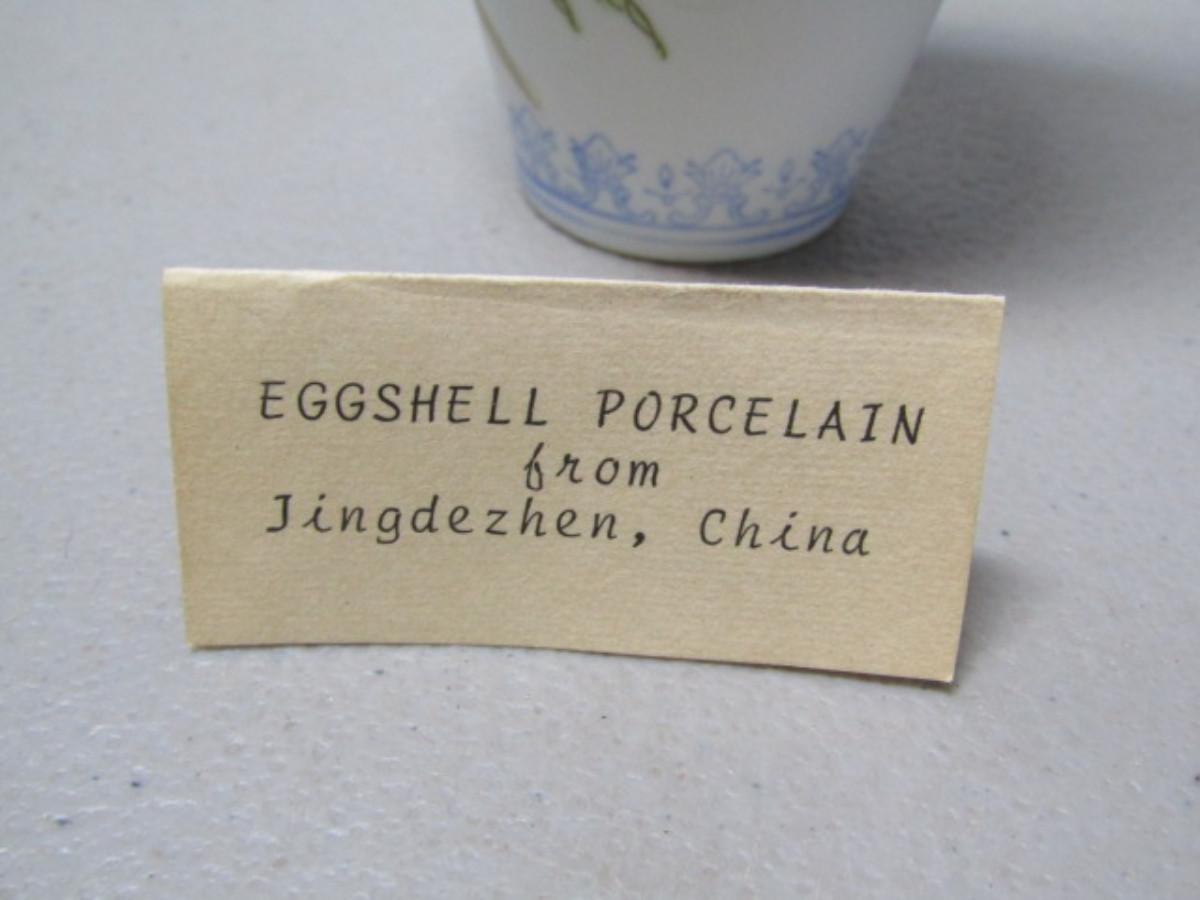 EGGSHELL PORCELAIN
from
Jingdezhen, China